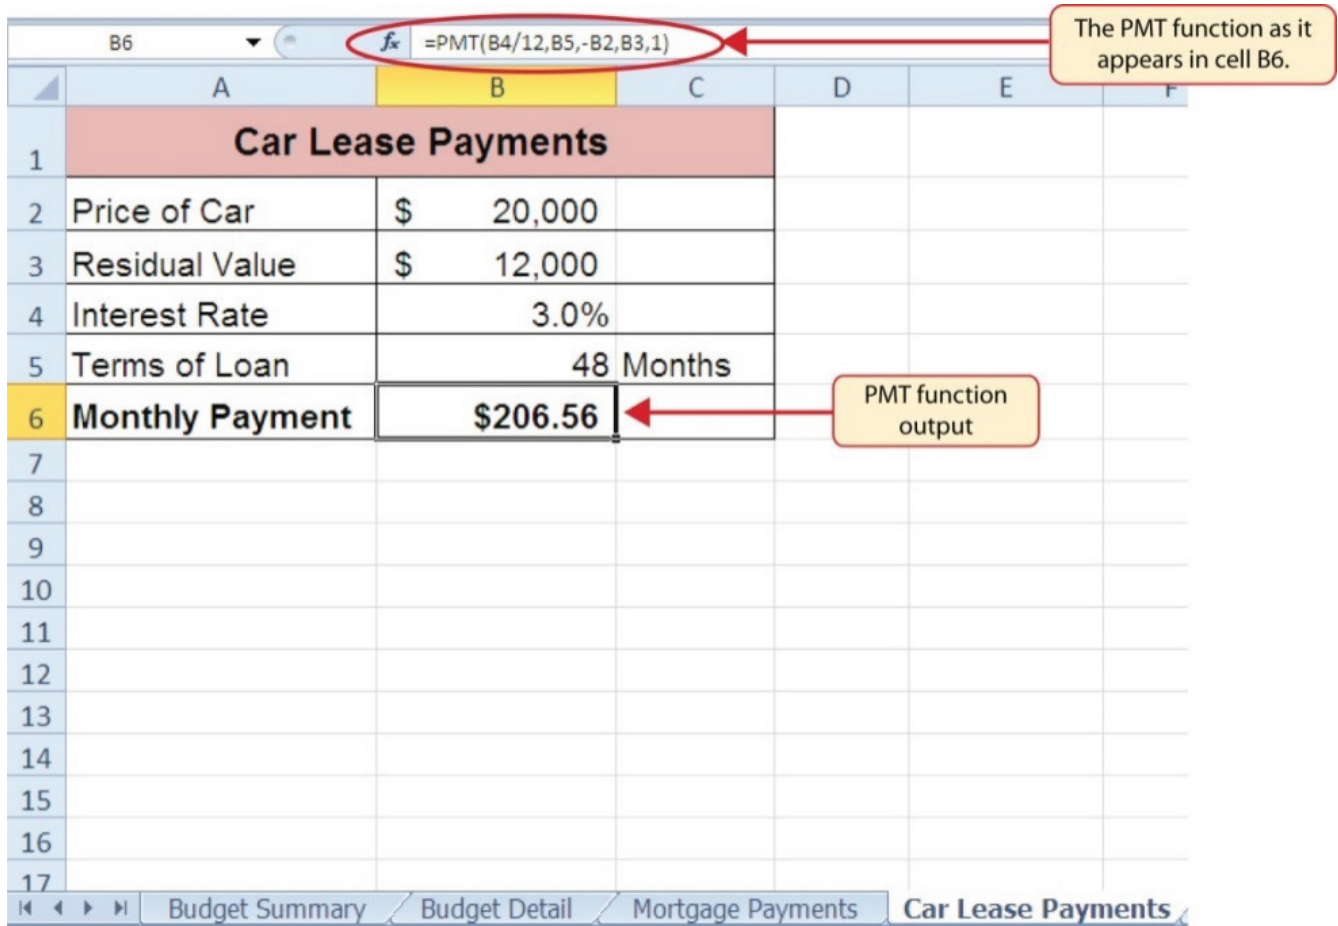 The PMT function as it
appears in cell B6.
B6 fx =PMT(B4/12,B5,-B2,B3,1)
A B C D E F
1 Car Lease Payments
2 Price of Car $ 20,000
3 Residual Value $ 12,000
4 Interest Rate 3.0%
5 Terms of Loan 48 Months
6 Monthly Payment $206.56
PMT function
output
7
8
9
10
11
12
13
14
15
16
17
Budget Summary Budget Detail Mortgage Payments Car Lease Payments